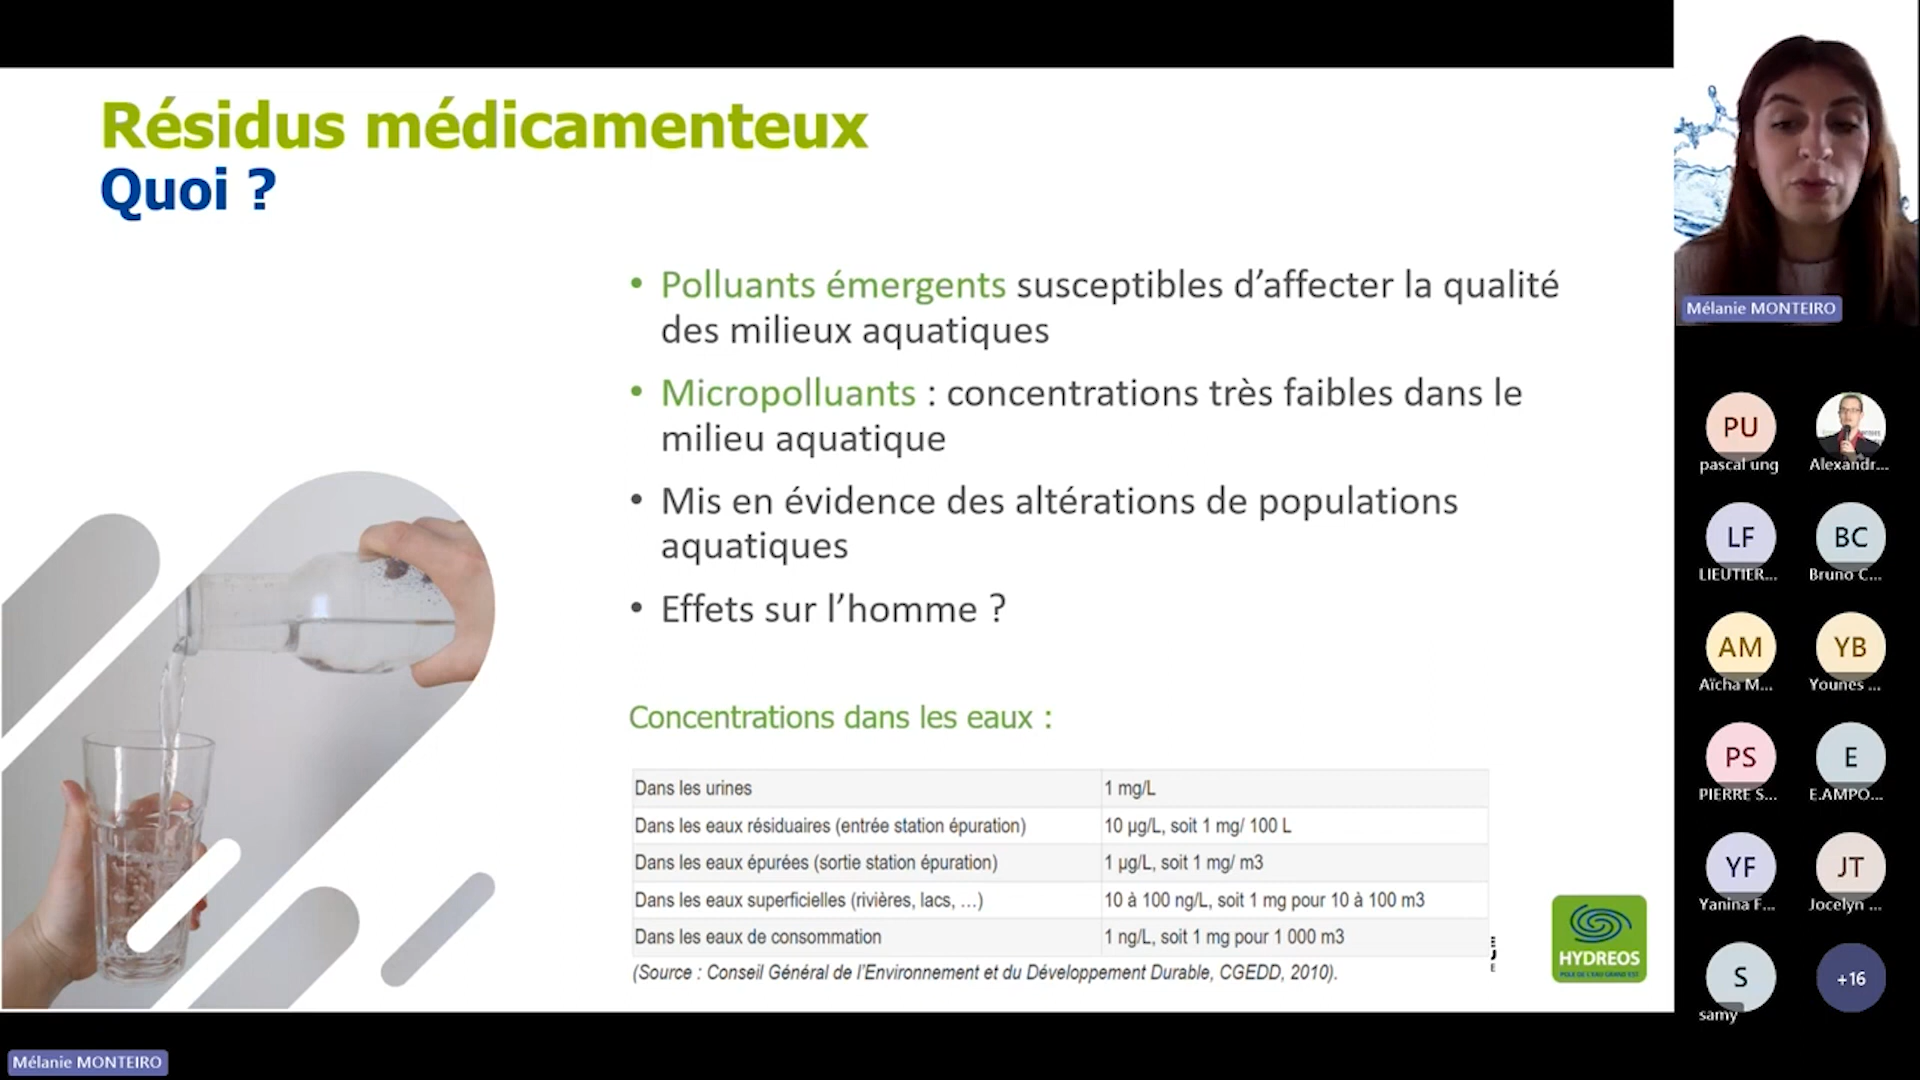 Résidus médicamenteux
Quoi ?
• Polluants émergents susceptibles d’affecter la qualité
des milieux aquatiques
• Micropolluants : concentrations très faibles dans le
milieu aquatique
• Mis en évidence des altérations de populations
aquatiques
• Effets sur l’homme ?
Concentrations dans les eaux :
Dans les urines 1 mg/L
Dans les eaux résiduaires (entrée station épuration) 10 µg/L, soit 1 mg/ 100 L
Dans les eaux épurées (sortie station épuration) 1 µg/L, soit 1 mg/ m3
Dans les eaux superficielles (rivières, lacs, …) 10 à 100 ng/L, soit 1 mg pour 10 à 100 m3
Dans les eaux de consommation 1 ng/L, soit 1 mg pour 1 000 m3
(Source : Conseil Général de l’Environnement et du Développement Durable, CGEDD, 2010).
HYDREOS
PÔLE DE L'EAU GRAND EST
Mélanie MONTEIRO
PU
pascal ung
Alexandr...
LF
LIEUTIER...
BC
Bruno C...
AM
Aïcha M...
YB
Younes ...
PS
PIERRE S...
E
E.AMPO...
YF
Yanina F...
JT
Jocelyn ...
S
samy
+16
Mélanie MONTEIRO